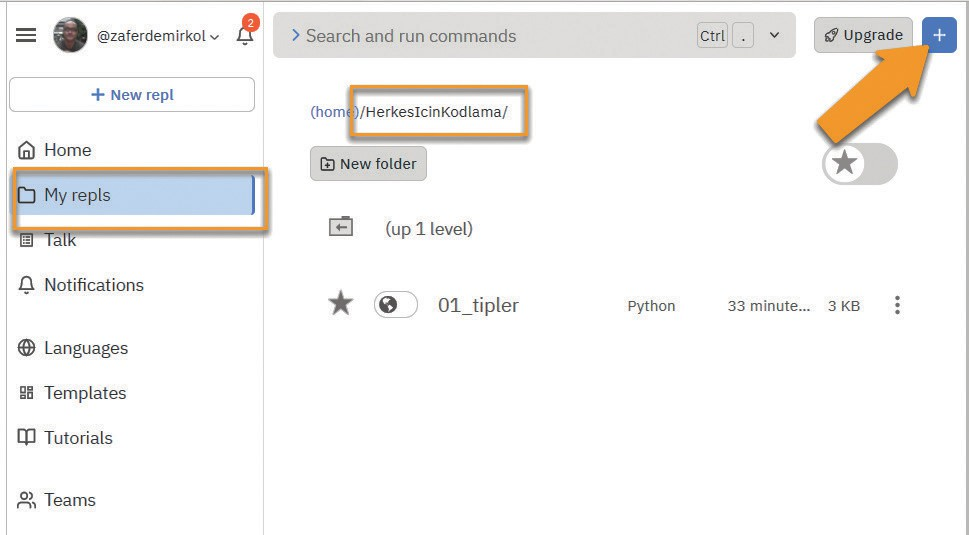 @zaferdemirkol
2
Search and run commands
Ctrl
.
Upgrade
+
+ New repl
(home)/HerkesIcinKodlama/
Home
New folder
My repls
(up 1 level)
Talk
Notifications
01_tipler Python 33 minute... 3 KB
Languages
Templates
Tutorials
Teams